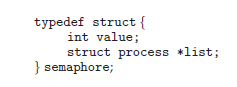 typedef struct {
int value;
struct process *list;
} semaphore;